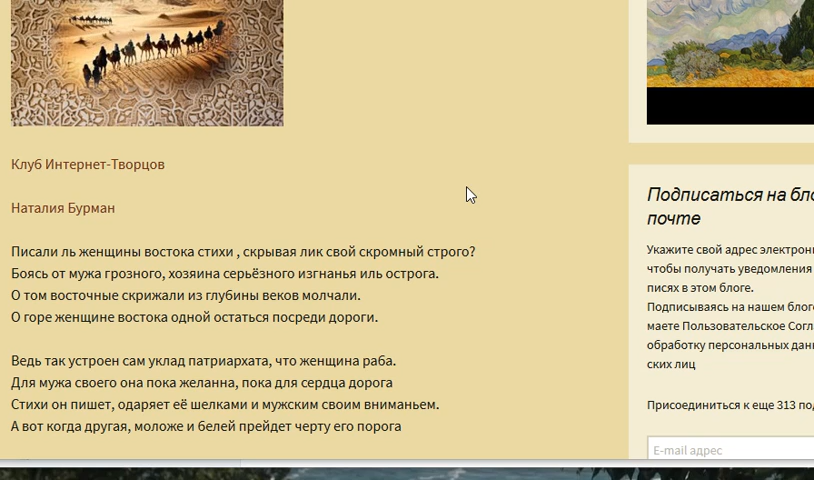 Клуб Интернет-Творцов
Наталия Бурман
Писали ль женщины востока стихи , скрывая лик свой скромный строго?
Боясь от мужа грозного, хозяина серьёзного изгнанья иль острога.
О том восточные скрижали из глубины веков молчали.
О горе женщине востока одной остаться посреди дороги.
Ведь так устроен сам уклад патриархата, что женщина раба.
Для мужа своего она пока желанна, пока для сердца дорога
Стихи он пишет, одаряет её шелками и мужским своим вниманьем.
А вот когда другая, моложе и белей прейдет черту его порога
Подписаться на бло
почте
Укажите свой адрес электронн
чтобы получать уведомления
писях в этом блоге.
Подписываясь на нашем блоге
маете Пользовательское Согл
обработку персональных дан
ских лиц
Присоединиться к еще 313 под
E-mail адрес